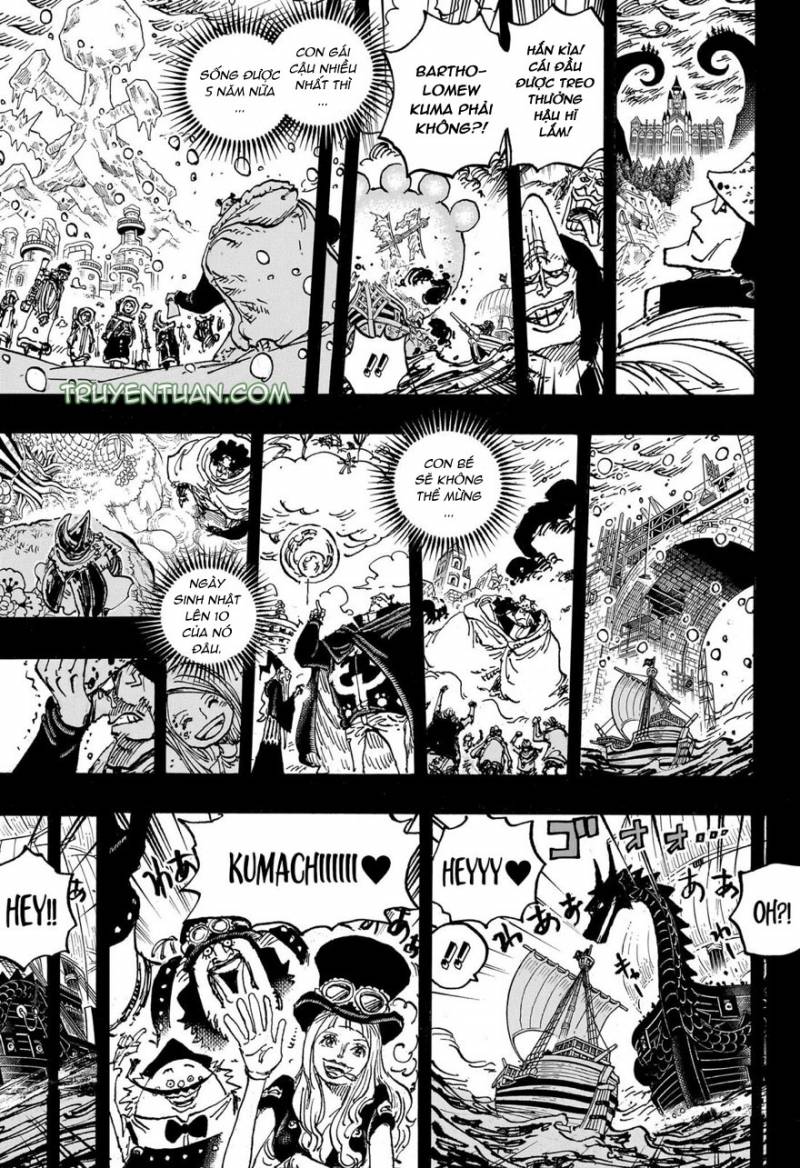 HẮN KÌA!
CÁI ĐẦU
ĐƯỢC TREO
THƯỞNG
HẬU HĨ
LẮM!
BARTHO-
LOMEW
KUMA PHẢI
KHÔNG?!
!!
CON GÁI
CẬU NHIỀU
NHẤT THÌ
...
SỐNG ĐƯỢC
5 NĂM NỮA
...
TRUYENTUAN.COM
CON BÉ
SẼ KHÔNG
THỂ MỪNG
...
NGÀY
SINH NHẬT
LÊN 10
CỦA NÓ
ĐÂU.
OH?!
ゴオオ...
HEYYY♥
!!
KUMACHIIIIII♥
HEY!!